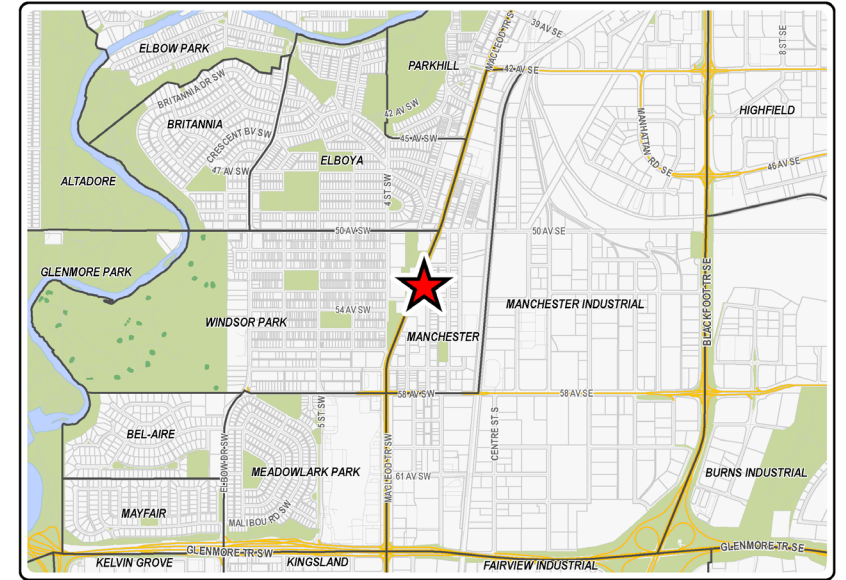 MACLEOD TR S
39 AV SE
8 ST SE
ELBOW PARK
PARKHILL
42 AV SE
BRITANNIA DR SW
42 AV SW
MANHATTAN RD SE
HIGHFIELD
BRITANNIA
CRESCENT BV SW
45 AV SW
ELBOYA
46 AV SE
47 AV SW
ALTADORE
4 ST SW
50 AV SW
50 AV SE
GLENMORE PARK
BLACKFOOT TR SE
MANCHESTER INDUSTRIAL
54 AV SW
WINDSOR PARK
MANCHESTER
58 AV SW
58 AV SE
5 ST SW
CENTRE ST S
BEL-AIRE
ELBOW DR SW
MACLEOD TR SW
MEADOWLARK PARK
61 AV SW
BURNS INDUSTRIAL
MAYFAIR
MALIBOU RD SW
GLENMORE TR SW
GLENMORE TR SE
KELVIN GROVE
KINGSLAND
FAIRVIEW INDUSTRIAL